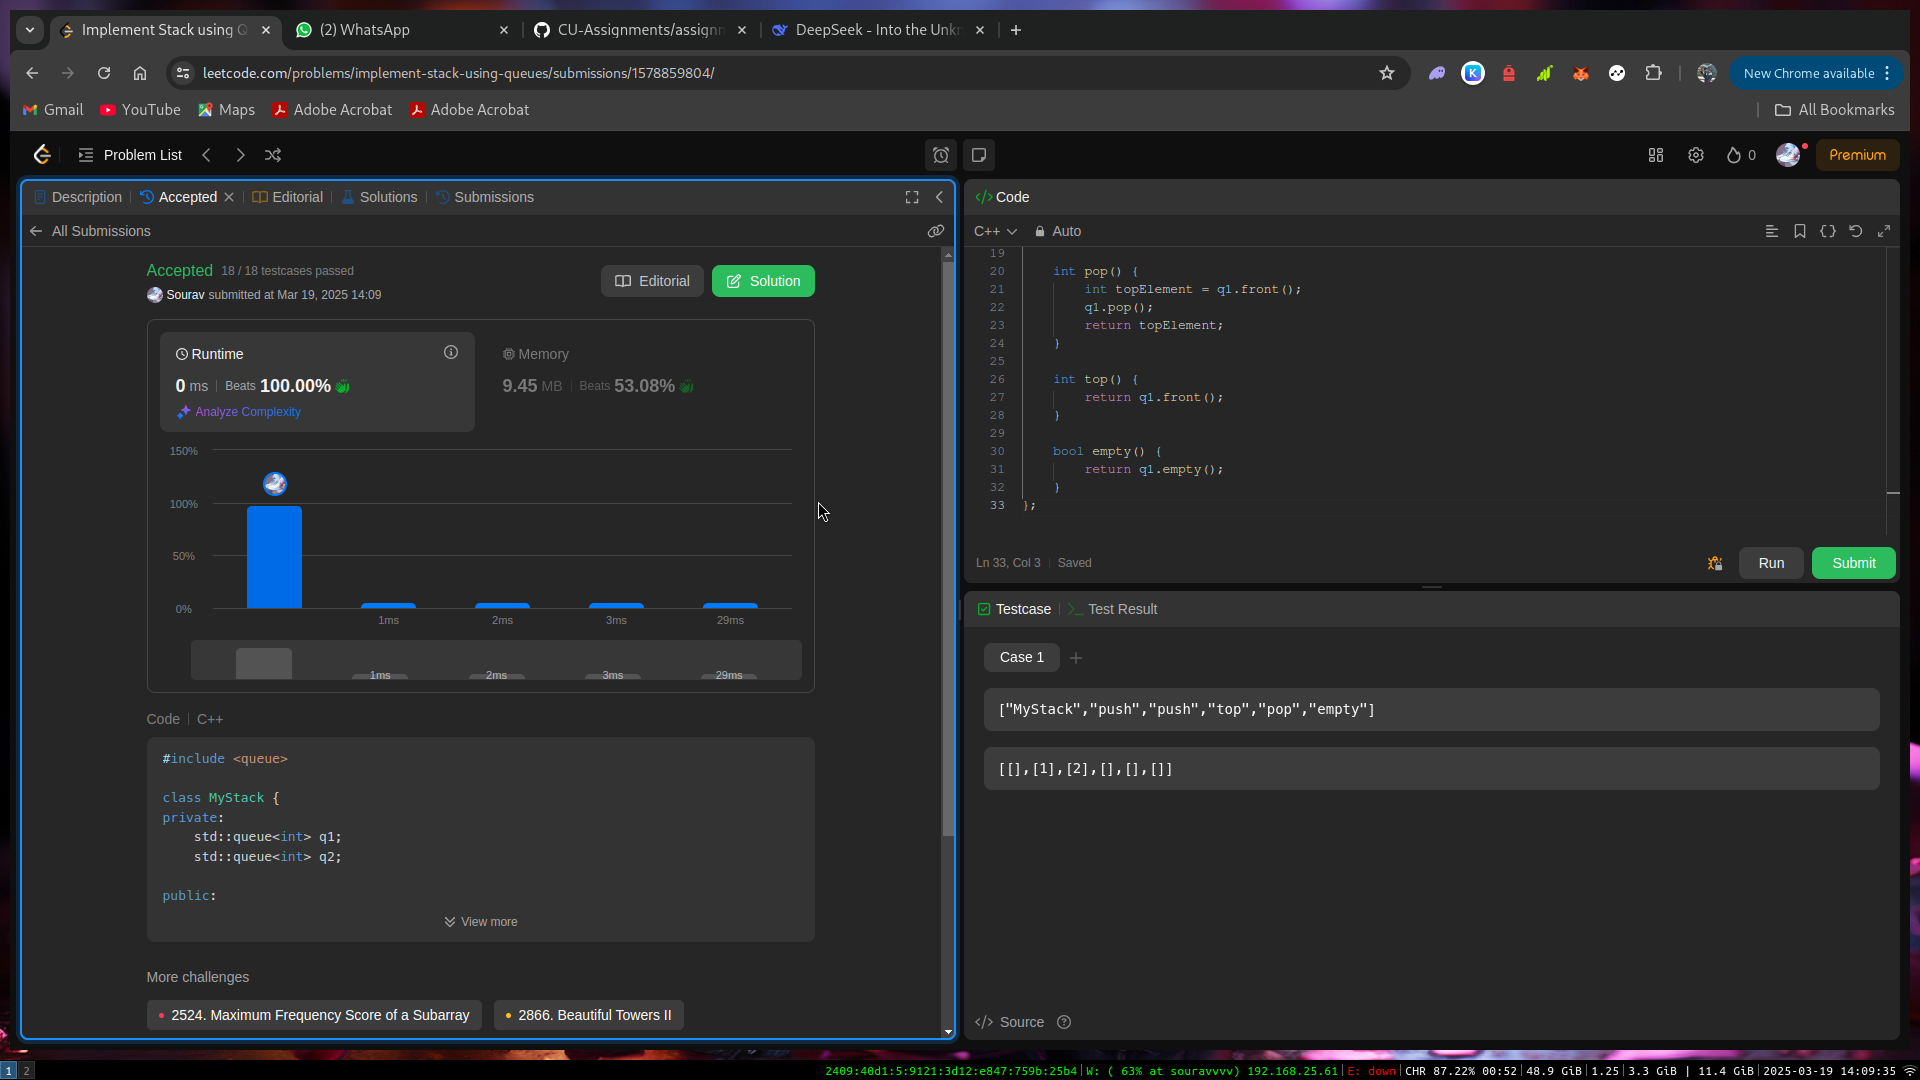 Implement Stack using Q
(2) WhatsApp
CU-Assignments/assignm
DeepSeek - Into the Unkn
leetcode.com/problems/implement-stack-using-queues/submissions/1578859804/
New Chrome available
Gmail
YouTube
Maps
Adobe Acrobat
Adobe Acrobat
All Bookmarks
Problem List
0
Premium
Description
Accepted
Editorial
Solutions
Submissions
All Submissions
Accepted 18 / 18 testcases passed
Sourav submitted at Mar 19, 2025 14:09
Editorial
Solution
Runtime
0 ms | Beats 100.00%
Analyze Complexity
Memory
9.45 MB | Beats 53.08%
150%
100%
50%
0%
1ms
2ms
3ms
29ms
1ms
2ms
3ms
29ms
Code | C++
#include <queue>
class MyStack {
private:
std::queue<int> q1;
std::queue<int> q2;
public:
View more
More challenges
2524. Maximum Frequency Score of a Subarray
2866. Beautiful Towers II
</> Code
C++
Auto
19
20 int pop() {
21 int topElement = q1.front();
22 q1.pop();
23 return topElement;
24 }
25
26 int top() {
27 return q1.front();
28 }
29
30 bool empty() {
31 return q1.empty();
32 }
33 };
Ln 33, Col 3 | Saved
Run
Submit
Testcase
Test Result
Case 1
["MyStack","push","push","top","pop","empty"]
[[],[1],[2],[],[],[]]
</> Source
1 2
2409:40d1:5:9121:3d12:e847:759b:25b4|W: ( 63% at souravvvv) 192.168.25.61|E: down|CHR 87.22% 00:52|48.9 GiB|1.25|3.3 GiB | 11.4 GiB|2025-03-19 14:09:35